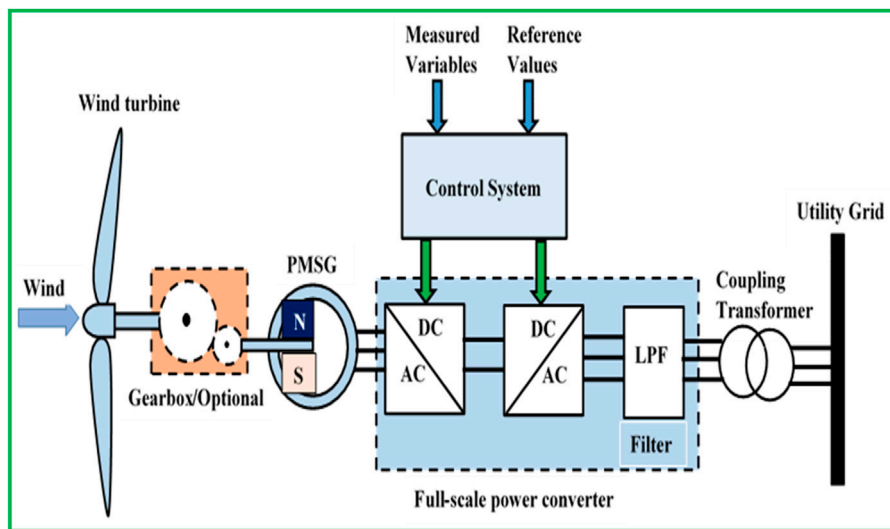 Measured
Variables
Reference
Values
Wind turbine
Control System
Utility Grid
PMSG
Coupling
Transformer
Wind
N
S
DC
AC
DC
AC
LPF
Gearbox/Optional
Filter
Full-scale power converter